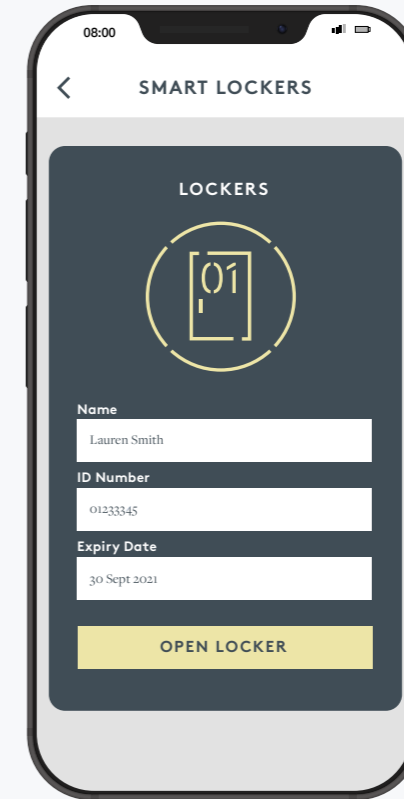 08:00
SMART LOCKERS
LOCKERS
01
Name
Lauren Smith
ID Number
01233345
Expiry Date
30 Sept 2021
OPEN LOCKER